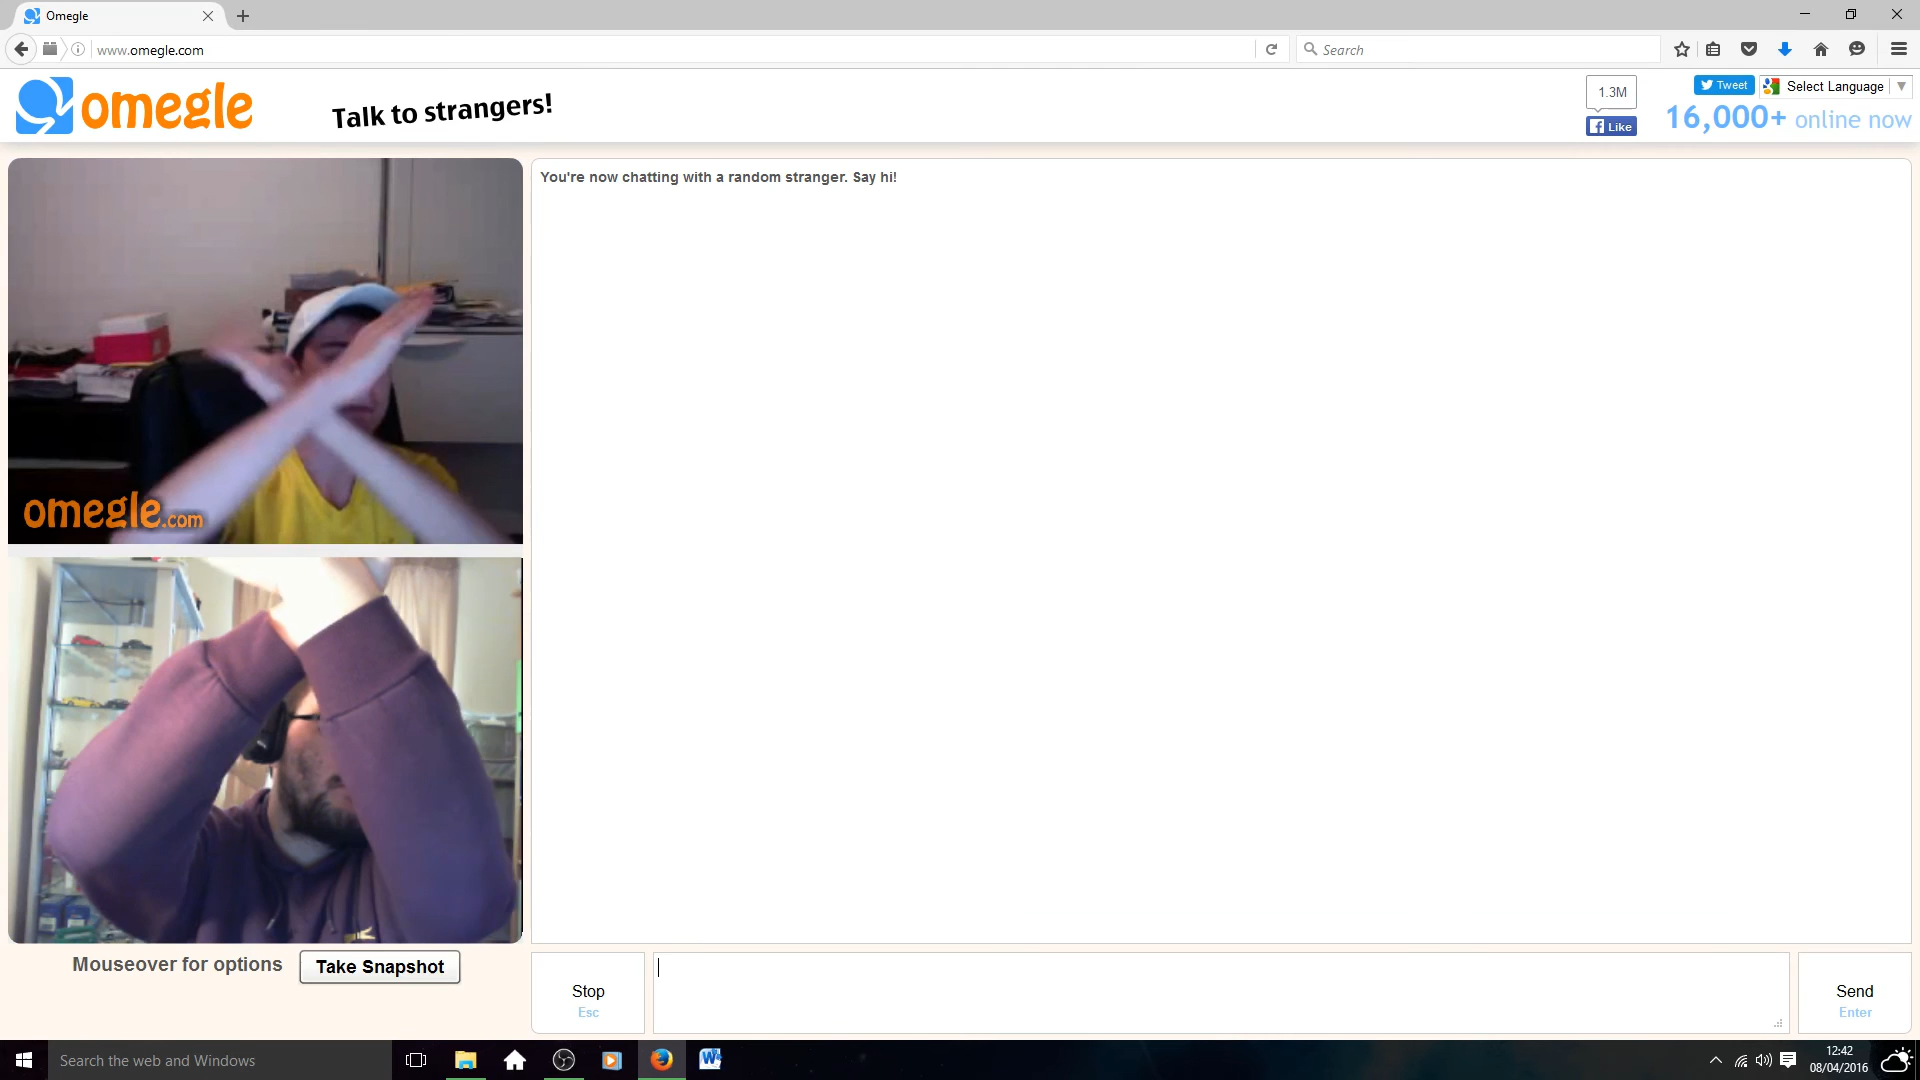 Omegle
www.omegle.com
Search
omegle
Talk to strangers!
1.3M
Like
Tweet
Select Language
16,000+ online now
You're now chatting with a random stranger. Say hi!
omegle.com
Mouseover for options
Take Snapshot
Stop
Esc
Send
Enter
Search the web and Windows
12:42
08/04/2016